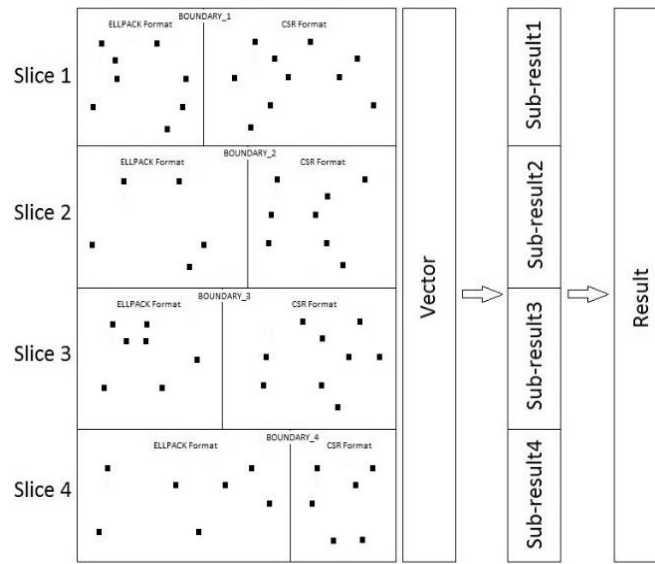 BOUNDARY_1
ELLPACK Format
CSR Format
Slice 1
BOUNDARY_2
ELLPACK Format
CSR Format
Slice 2
BOUNDARY_3
ELLPACK Format
CSR Format
Slice 3
BOUNDARY_4
ELLPACK Format
CSR Format
Slice 4
Vector
Sub-result1
Sub-result2
Sub-result3
Sub-result4
Result